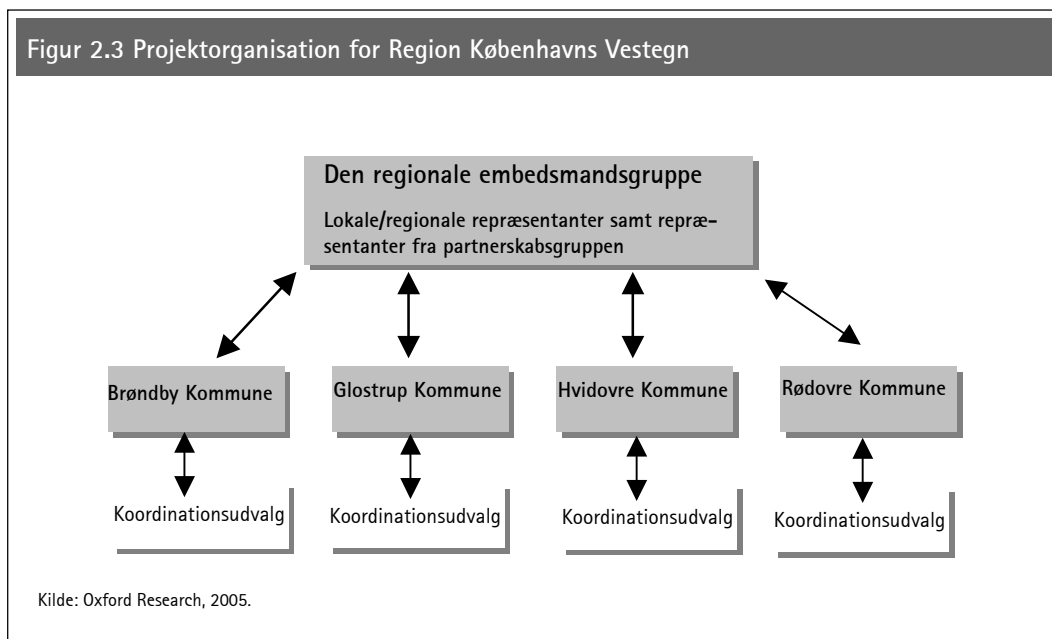 Figur 2.3 Projektorganisation for Region Københavns Vestegn
Den regionale embedsmandsgruppe
Lokale/regionale repræsentanter samt repræ-
sentanter fra partnerskabsgruppen
Brøndby Kommune
Glostrup Kommune
Hvidovre Kommune
Rødovre Kommune
Koordinationsudvalg
Koordinationsudvalg
Koordinationsudvalg
Koordinationsudvalg
Kilde: Oxford Research, 2005.